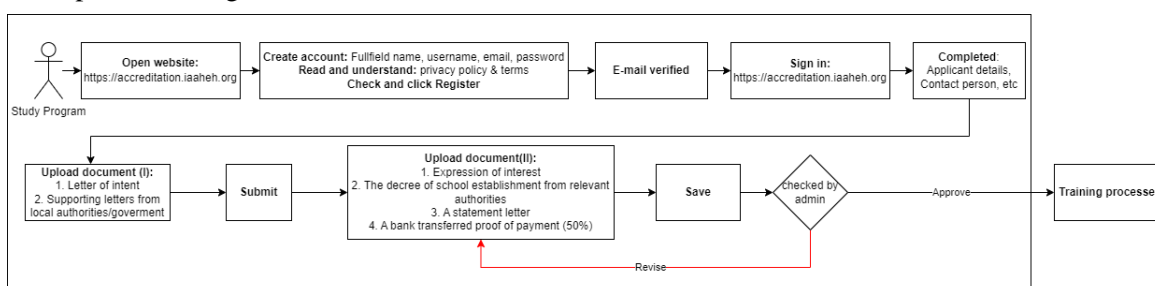 Study Program
Open website:
https://accreditation.iaaheh.org
Create account: Fullfield name, username, email, password
Read and understand: privacy policy & terms
Check and click Register
E-mail verified
Sign in:
https://accreditation.iaaheh.org
Completed:
Applicant details,
Contact person, etc
Upload document (I):
1. Letter of intent
2. Supporting letters from
local authorities/goverment
Submit
Upload document(II):
1. Expression of interest
2. The decree of school establishment from relevant
authorities
3. A statement letter
4. A bank transferred proof of payment (50%)
Save
checked by
admin
Approve
Training processe
Revise